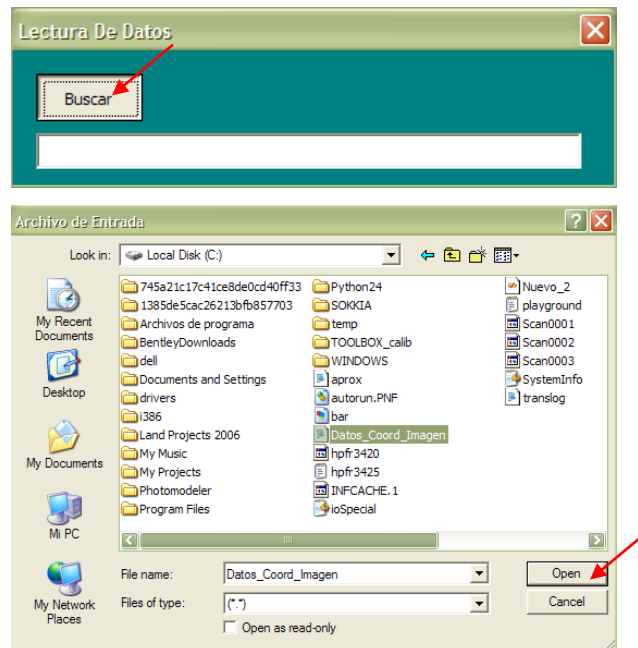 Lectura De Datos
Buscar
Archivo de Entrada
Look in: Local Disk (C:)
My Recent Documents
Desktop
My Documents
Mi PC
My Network Places
745a21c17c41ce8de0cd40ff33
1385de5cac26213bfb857703
Archivos de programa
BentleyDownloads
dell
Documents and Settings
drivers
i386
Land Projects 2006
My Music
My Projects
Photomodeler
Program Files
Python24
SOKKIA
temp
TOOLBOX_calib
WINDOWS
aprox
autorun.PNF
bar
Datos_Coord_Imagen
hpfr3420
hpfr3425
INFCACHE.1
ioSpecial
Nuevo_2
playground
Scan0001
Scan0002
Scan0003
SystemInfo
translog
File name: Datos_Coord_Imagen Open
Files of type: (*.*) Cancel
Open as read-only